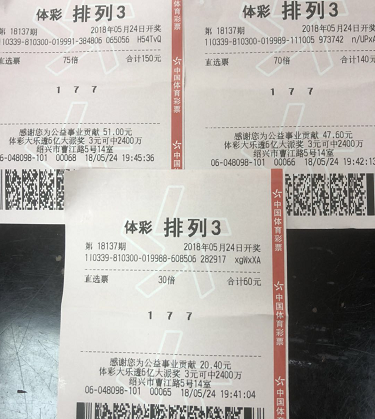 体彩 排列3
第 18137期 2018年05月24日开奖
110339-810300-019991-384806 065056 H54TvQ
直选票 75倍 合计150元
1 7 7
感谢您为公益事业贡献 51.00元
体彩大乐透6亿大派奖 3元可中2400万
绍兴市曹江路5号14室
06-048098-101 00068 18/05/24 19:45:36
中国体育彩票
体彩 排列3
第 18137期 2018年05月24日开奖
110339-810300-019989-111005 973742 n/UPxA
直选票 70倍 合计140元
1 7 7
感谢您为公益事业贡献 47.60元
体彩大乐透6亿大派奖 3元可中2400万
绍兴市曹江路5号14室
06-048098-101 00066 18/05/24 19:42:13
体彩 排列3
第 18137期 2018年05月24日开奖
110339-810300-019988-608506 282917 xgWxXA
直选票 30倍 合计60元
1 7 7
感谢您为公益事业贡献 20.40元
体彩大乐透6亿大派奖 3元可中2400万
绍兴市曹江路5号14室
06-048098-101 00065 18/05/24 19:41:04
中国体育彩票
中国体育彩票